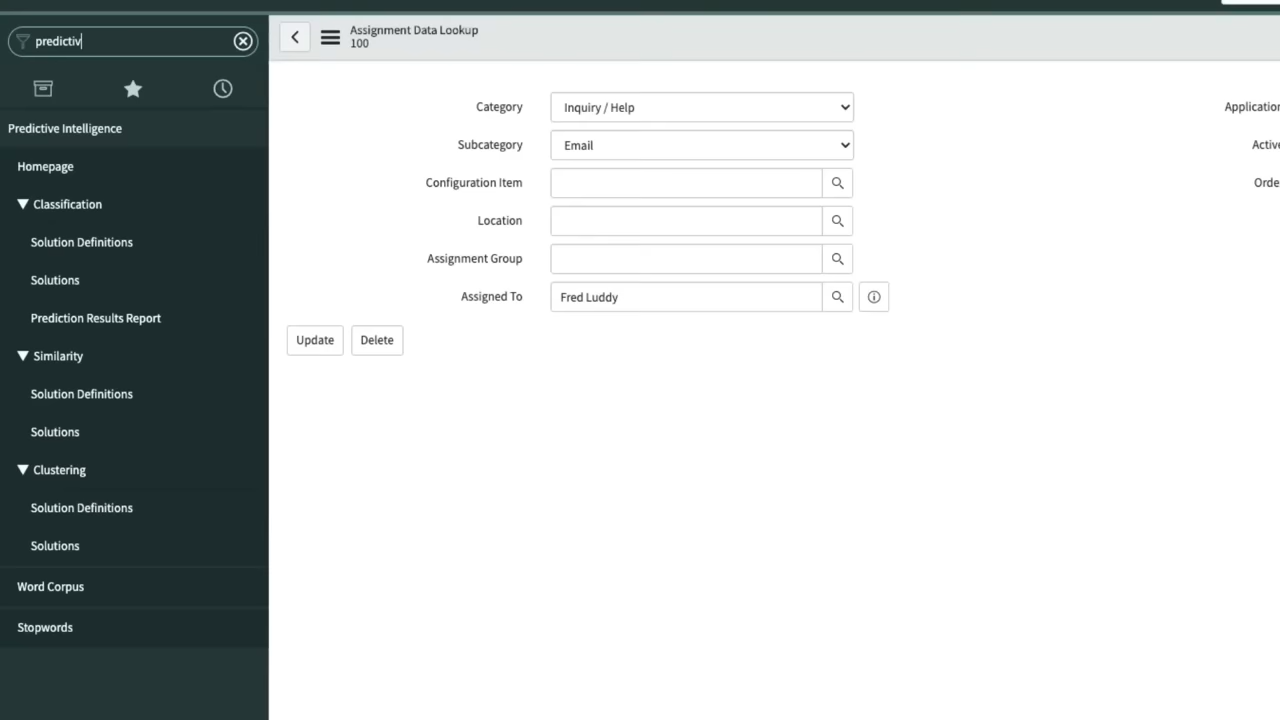 predictiv
Assignment Data Lookup
100
Predictive Intelligence
Homepage
Classification
Solution Definitions
Solutions
Prediction Results Report
Similarity
Solution Definitions
Solutions
Clustering
Solution Definitions
Solutions
Word Corpus
Stopwords
Category Inquiry / Help Application
Subcategory Email Active
Configuration Item Orde
Location
Assignment Group
Assigned To Fred Luddy
Update Delete